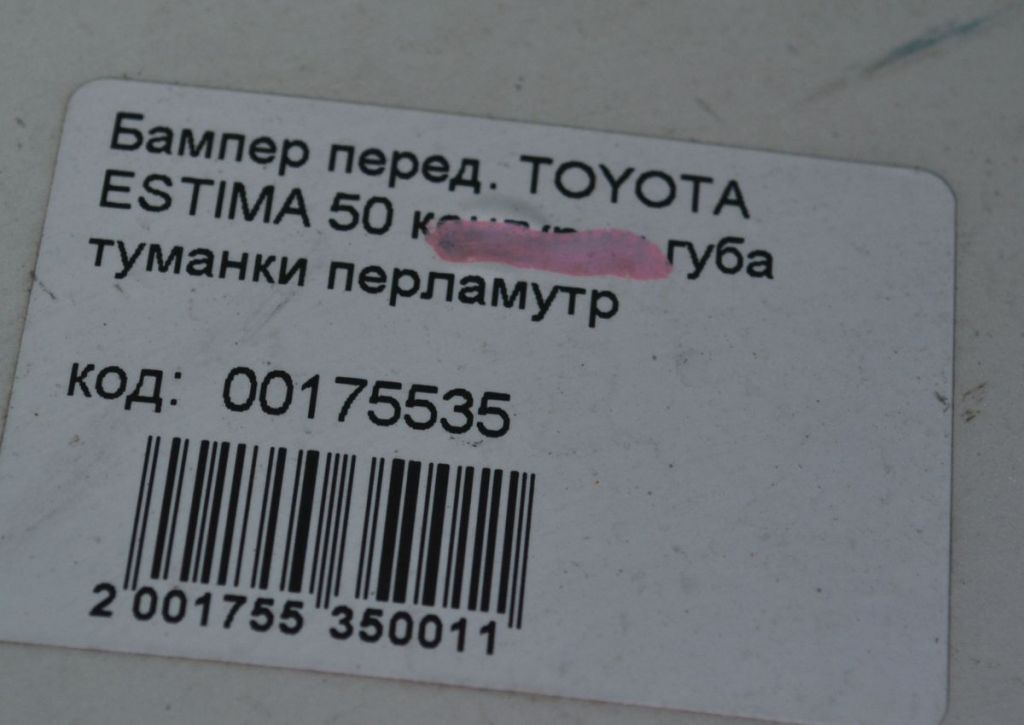 Бампер перед. TOYOTA
ESTIMA 50 губа
туманки перламутр
код: 00175535
2 001755 350011